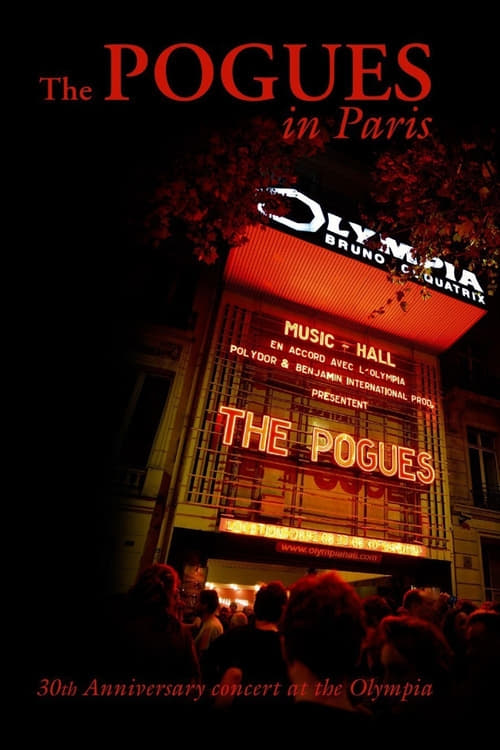 The POGUES
in Paris
OLYMPIA
BRUNO COQUATRIX
MUSIC - HALL
EN ACCORD AVEC L'OLYMPIA
POLYDOR & BENJAMIN INTERNATIONAL PROD.
PRESENTENT
THE POGUES
www.olympiahall.com
30th Anniversary concert at the Olympia